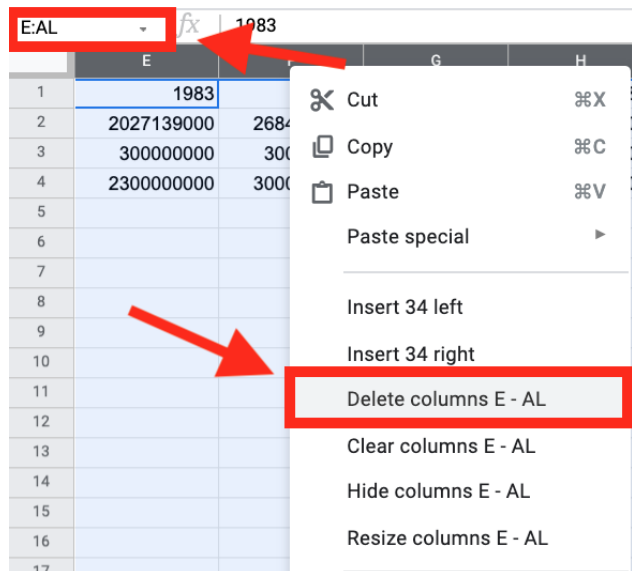 E:AL fx 1983
E F G H
1 1983
2 2027139000 2684
3 300000000 300
4 2300000000 3000
5
6
7
8
9
10
11
12
13
14
15
16
17
Cut ⌘X
Copy ⌘C
Paste ⌘V
Paste special
Insert 34 left
Insert 34 right
Delete columns E - AL
Clear columns E - AL
Hide columns E - AL
Resize columns E - AL